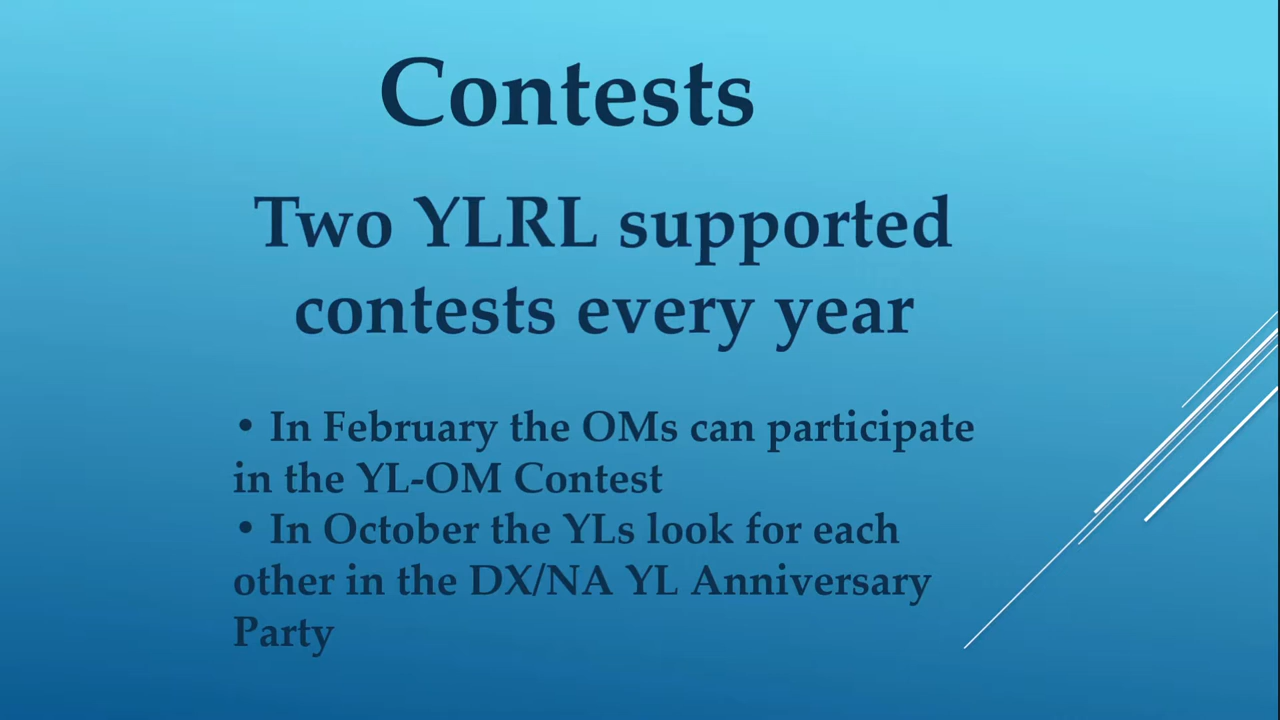 Contests
Two YLRL supported
contests every year
• In February the OMs can participate
in the YL-OM Contest
• In October the YLs look for each
other in the DX/NA YL Anniversary
Party